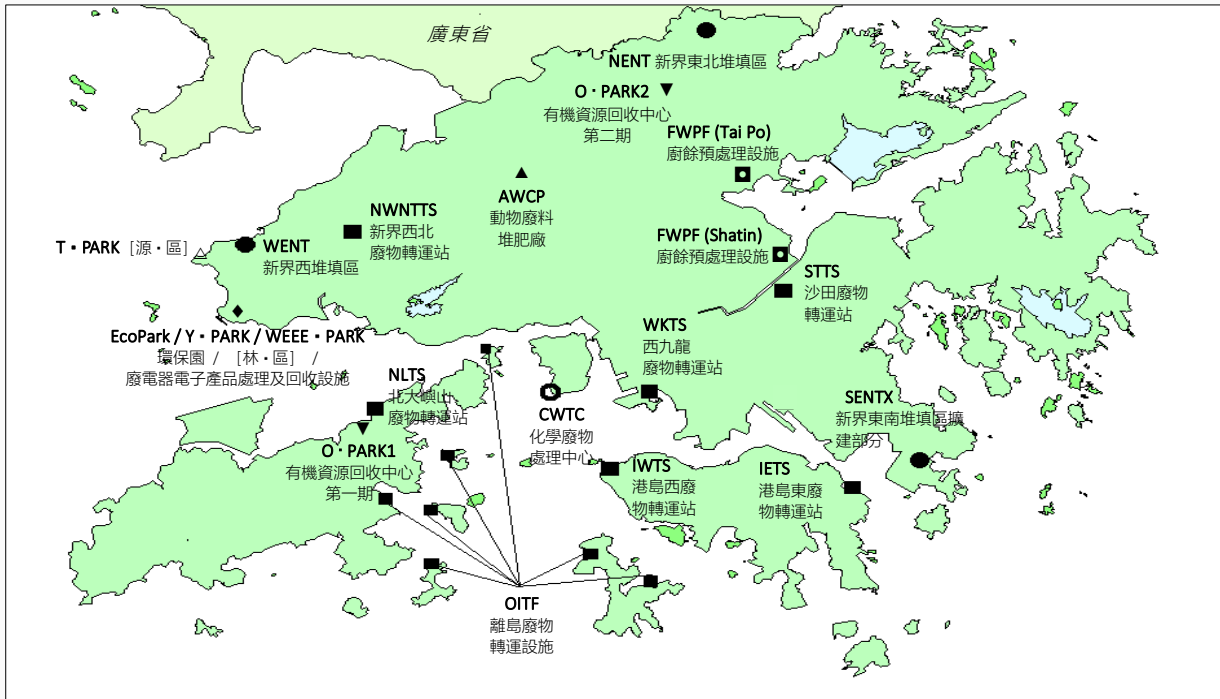 廣東省
NENT 新界東北堆填區
O・PARK2
有機資源回收中心
第二期
FWPF (Tai Po)
廚餘預處理設施
AWCP
動物廢料
堆肥廠
NWNTTS
新界西北
廢物轉運站
T・PARK [源・區]
WENT
新界西堆填區
FWPF (Shatin)
廚餘預處理設施
STTS
沙田廢物
轉運站
EcoPark / Y・PARK / WEEE・PARK
環保園 / [林・區] /
廢電器電子產品處理及回收設施
WKTS
西九龍
廢物轉運站
NLTS
北大嶼山
廢物轉運站
CWTC
化學廢物
處理中心
SENTX
新界東南堆填區擴
建部分
O・PARK1
有機資源回收中心
第一期
IWTS
港島西廢
物轉運站
IETS
港島東廢
物轉運站
OITF
離島廢物
轉運設施